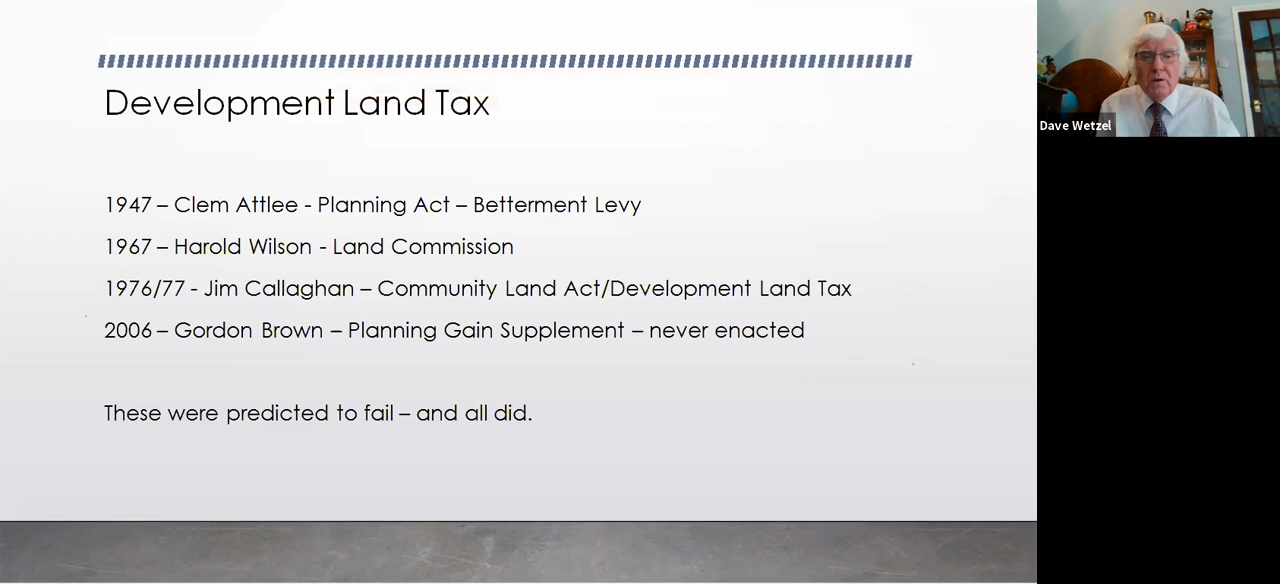 Development Land Tax
1947 – Clem Attlee - Planning Act – Betterment Levy
1967 – Harold Wilson - Land Commission
1976/77 - Jim Callaghan – Community Land Act/Development Land Tax
2006 – Gordon Brown – Planning Gain Supplement – never enacted
These were predicted to fail – and all did.
Dave Wetzel